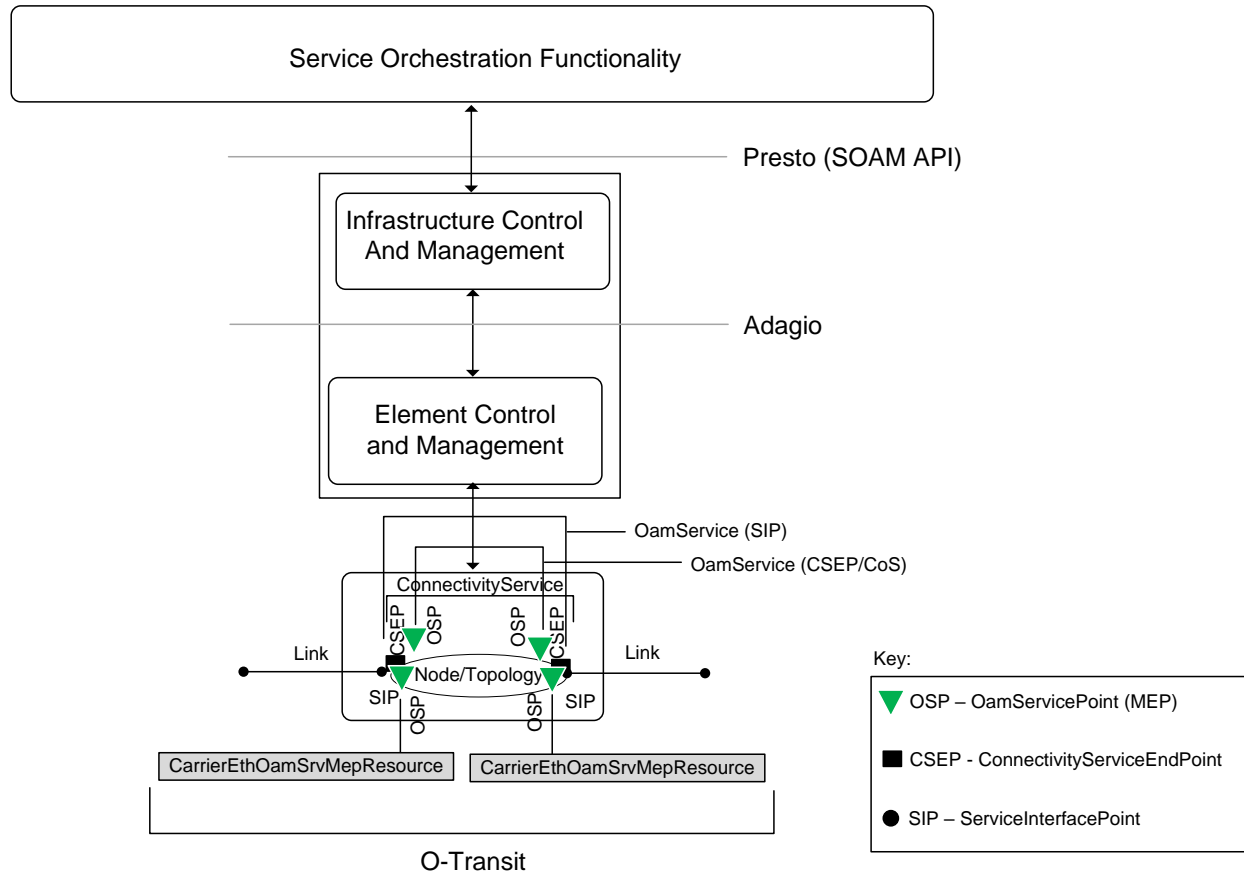 Service Orchestration Functionality
Presto (SOAM API)
Infrastructure Control
And Management
Adagio
Element Control
and Management
OamService (SIP)
OamService (CSEP/CoS)
ConnectivityService
CSEP
OSP
OSP
CSEP
Link
Node/Topology
Link
SIP
OSP
OSP
SIP
CarrierEthOamSrvMepResource
CarrierEthOamSrvMepResource
O-Transit
Key:
OSP – OamServicePoint (MEP)
CSEP - ConnectivityServiceEndPoint
SIP – ServiceInterfacePoint